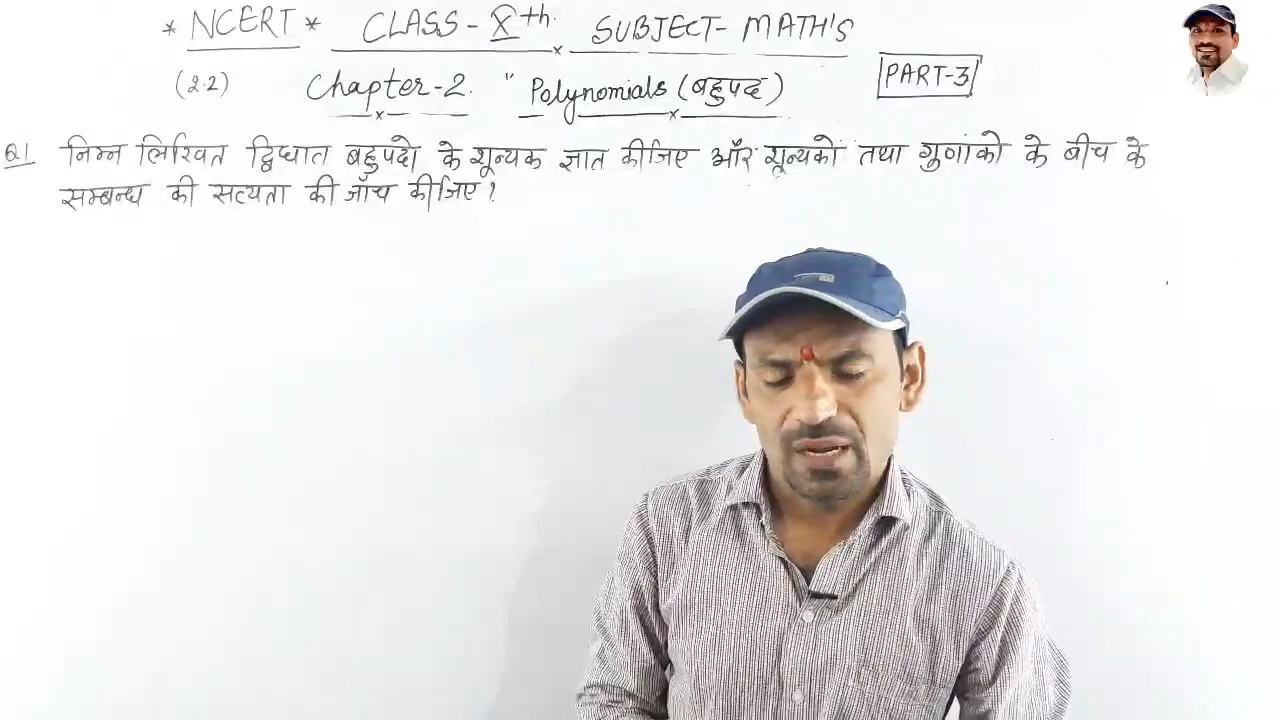 * NCERT * CLASS - Xth. SUBJECT - MATH'S
(2.2) Chapter-2. " Polynomials (बहुपद) PART-3
Q1 निम्न लिखित द्विघात बहुपदो के शून्यक ज्ञात कीजिए और शून्यकों तथा गुणांको के बीच के
सम्बन्ध की सत्यता की जाँच कीजिए?